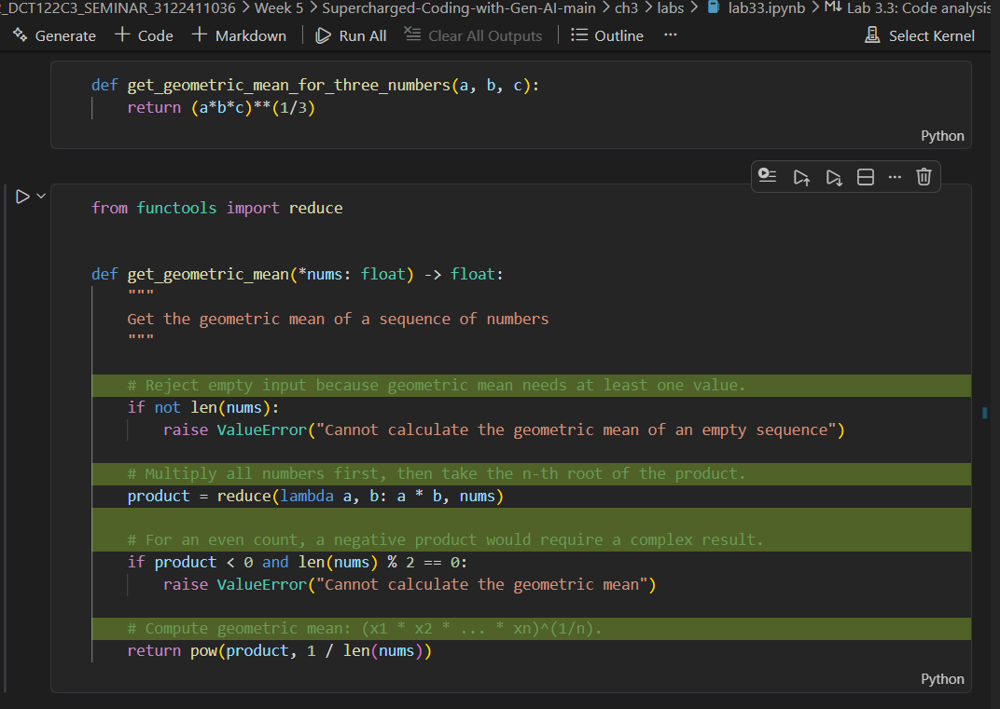 _DCT122C3_SEMINAR_3122411036 > Week 5 > Supercharged-Coding-with-Gen-AI-main > ch3 > labs > lab33.ipynb > M↓ Lab 3.3: Code analysis
Generate + Code + Markdown Run All Clear All Outputs Outline ··· Select Kernel
def get_geometric_mean_for_three_numbers(a, b, c):
return (a*b*c)**(1/3)
Python
from functools import reduce
def get_geometric_mean(*nums: float) -> float:
"""
Get the geometric mean of a sequence of numbers
"""
# Reject empty input because geometric mean needs at least one value.
if not len(nums):
raise ValueError("Cannot calculate the geometric mean of an empty sequence")
# Multiply all numbers first, then take the n-th root of the product.
product = reduce(lambda a, b: a * b, nums)
# For an even count, a negative product would require a complex result.
if product < 0 and len(nums) % 2 == 0:
raise ValueError("Cannot calculate the geometric mean")
# Compute geometric mean: (x1 * x2 * ... * xn)^(1/n).
return pow(product, 1 / len(nums))
Python